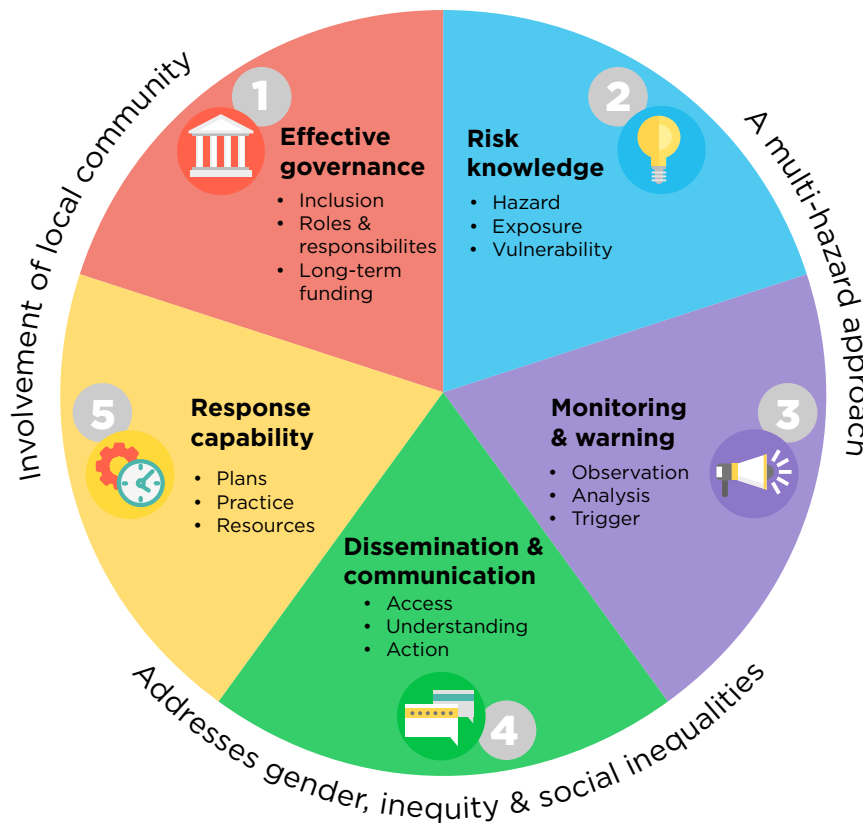 Involvement of local community
A multi-hazard approach
Addresses gender, inequity & social inequalities
1
Effective
governance
• Inclusion
• Roles &
responsibilites
• Long-term
funding
2
Risk
knowledge
• Hazard
• Exposure
• Vulnerability
3
Monitoring
& warning
• Observation
• Analysis
• Trigger
4
Dissemination &
communication
• Access
• Understanding
• Action
5
Response
capability
• Plans
• Practice
• Resources